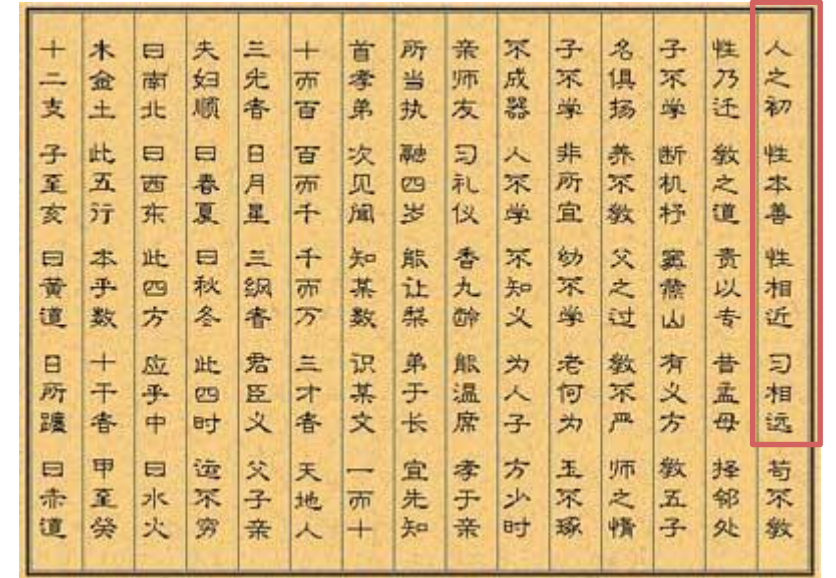 人之初 性本善 性相近 习相远 苟不教
性乃迁 教之道 贵以专 昔孟母 择邻处
子不学 断机杼 窦燕山 有义方 教五子
名俱扬 养不教 父之过 教不严 师之惰
子不学 非所宜 幼不学 老何为 玉不琢
不成器 人不学 不知义 为人子 方少时
亲师友 习礼仪 香九龄 能温席 孝于亲
所当执 融四岁 能让梨 弟于长 宜先知
首孝弟 次见闻 知某数 识某文 一而十
十而百 百而千 千而万 三才者 天地人
三光者 日月星 三纲者 君臣义 父子亲
夫妇顺 曰春夏 曰秋冬 此四时 运不穷
曰南北 曰西东 此四方 应乎中 曰水火
木金土 此五行 本乎数 十干者 甲至癸
十二支 子至亥 曰黄道 日所躔 曰赤道